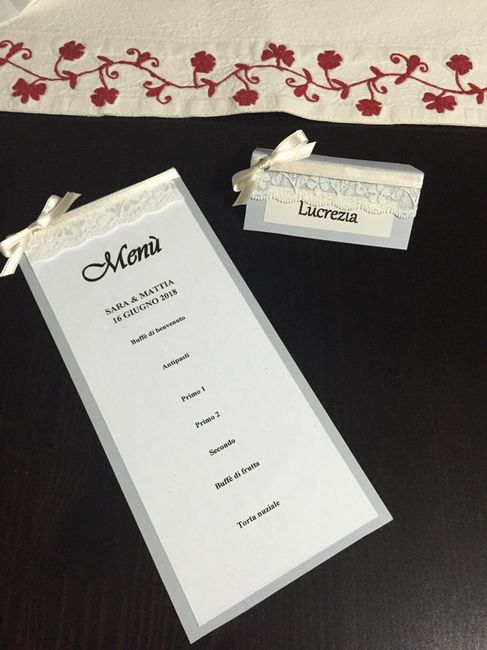 Menù
SARA & MATTIA
16 GIUGNO 2018
Buffè di benvenuto
Antipasti
Primo 1
Primo 2
Secondo
Buffè di frutta
Torta nuziale
Lucrezia